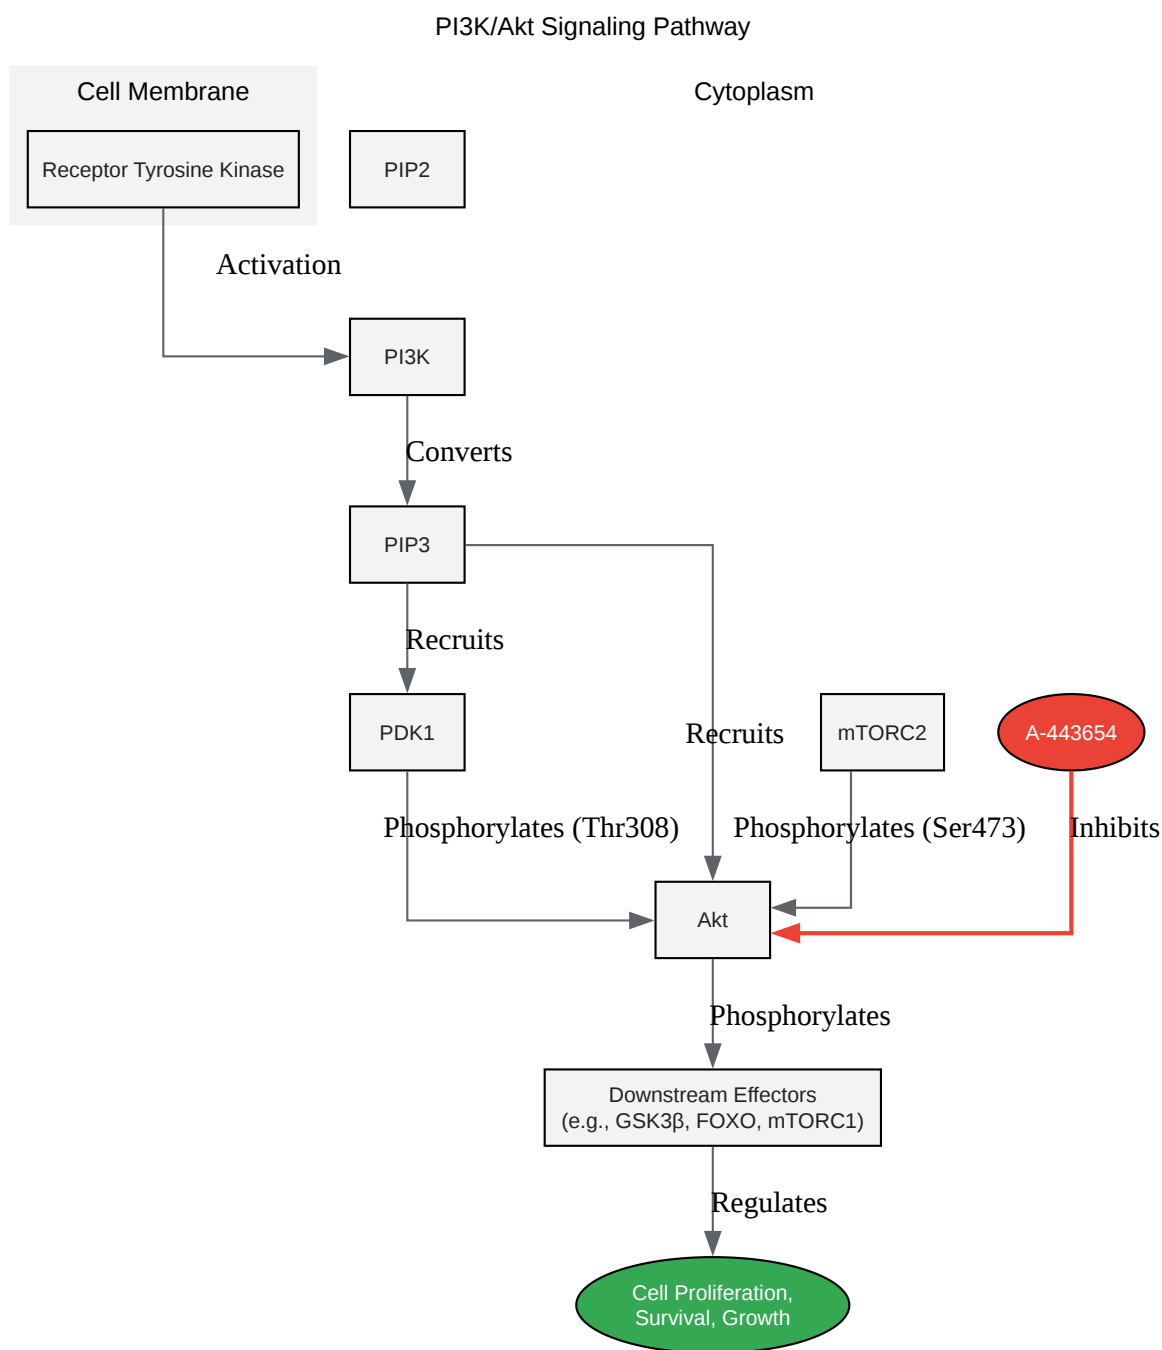 PI3K/Akt Signaling Pathway
Cell Membrane
Cytoplasm
Receptor Tyrosine Kinase
PIP2
Activation
PI3K
Converts
PIP3
Recruits
PDK1
Recruits
mTORC2
A-443654
Phosphorylates (Thr308)
Phosphorylates (Ser473)
Inhibits
Akt
Phosphorylates
Downstream Effectors
(e.g., GSK3β, FOXO, mTORC1)
Regulates
Cell Proliferation,
Survival, Growth